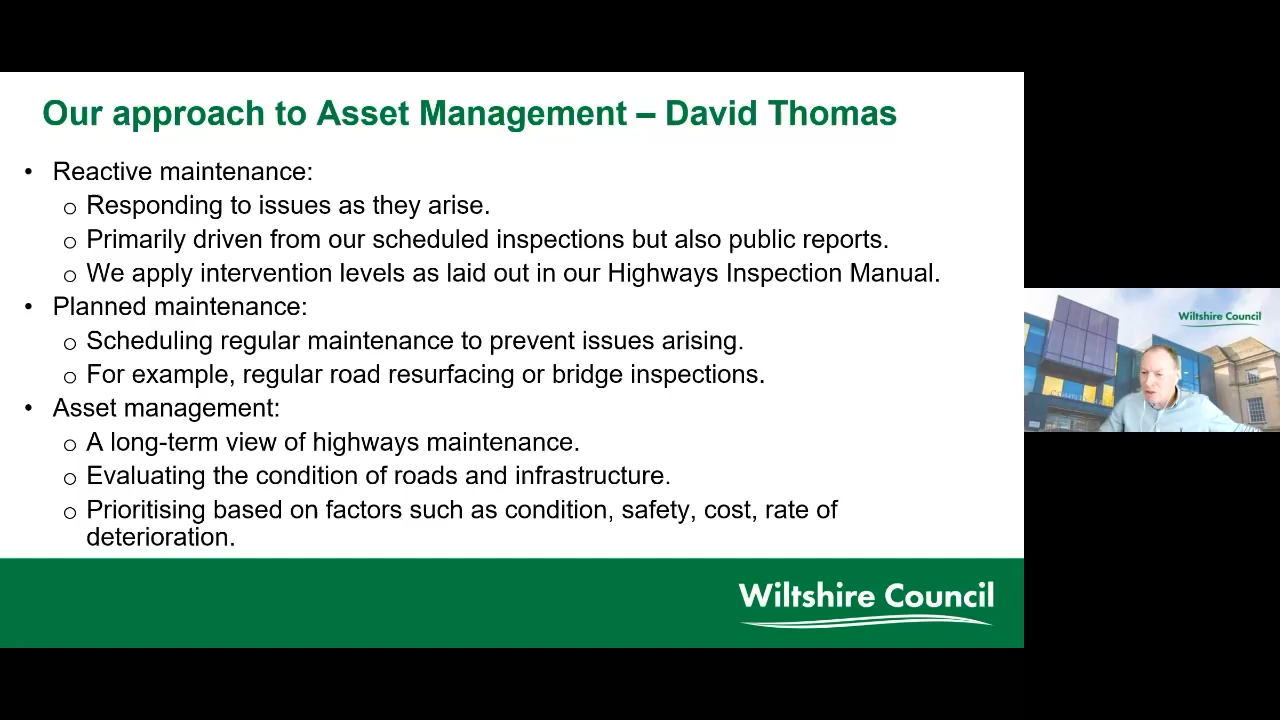 Our approach to Asset Management – David Thomas
• Reactive maintenance:
o Responding to issues as they arise.
o Primarily driven from our scheduled inspections but also public reports.
o We apply intervention levels as laid out in our Highways Inspection Manual.
• Planned maintenance:
o Scheduling regular maintenance to prevent issues arising.
o For example, regular road resurfacing or bridge inspections.
• Asset management:
o A long-term view of highways maintenance.
o Evaluating the condition of roads and infrastructure.
o Prioritising based on factors such as condition, safety, cost, rate of
deterioration.
Wiltshire Council
Wiltshire Council